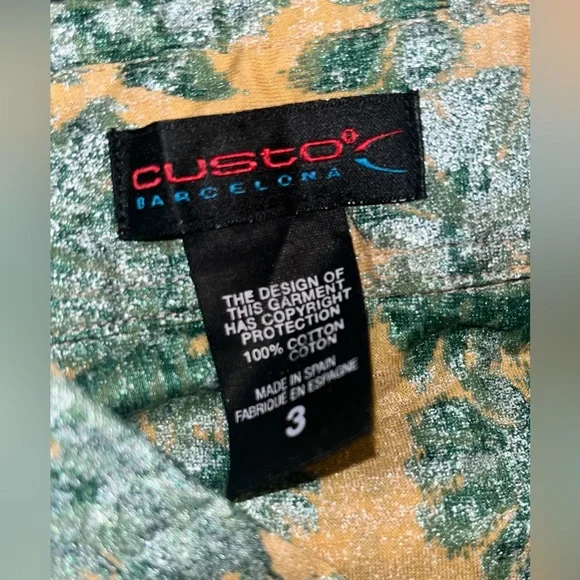 custo
BARCELONA
THE DESIGN OF
THIS GARMENT
HAS COPYRIGHT
PROTECTION
100% COTTON
COTON
MADE IN SPAIN
FABRIQUÉ EN ESPAGNE
3